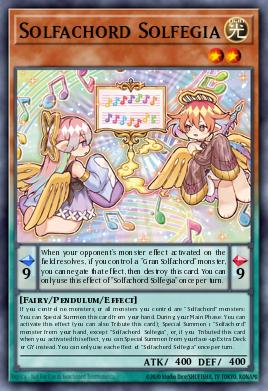 Solfachord Solfegia
光
When your opponent's monster effect activated on the
field resolves, if you control a "Gran Solfachord" monster,
you can negate that effect, then destroy this card. You can
only use this effect of "Solfachord Solfegia" once per turn.
9
9
[FAIRY/PENDULUM/EFFECT]
If you control no monsters, or all monsters you control are "Solfachord" monsters:
You can Special Summon this card from your hand. During your Main Phase: You can
activate this effect (you can also Tribute this card); Special Summon 1 "Solfachord"
monster from your hand, except "Solfachord Solfegia", or, if you Tributed this card
when you activated this effect, you can Special Summon from your face-up Extra Deck
or GY instead. You can only use each effect of "Solfachord Solfegia" once per turn.
ATK/ 400 DEF/ 400